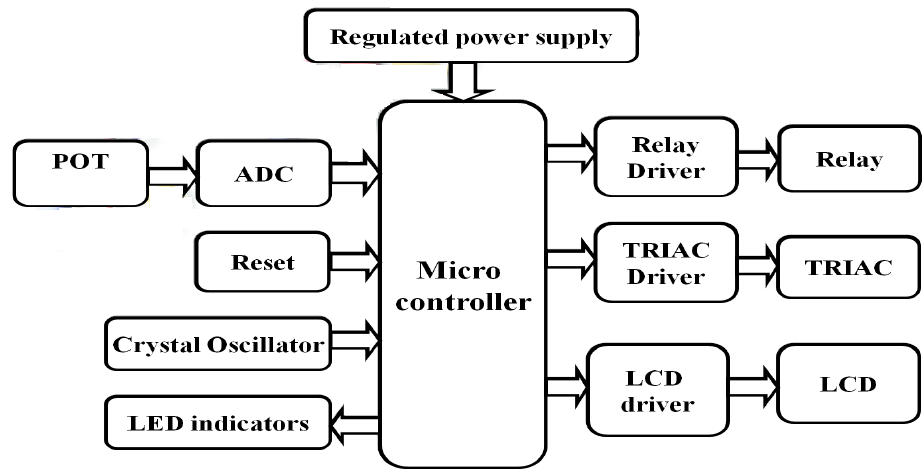 Regulated power supply
POT
ADC
Reset
Crystal Oscillator
LED indicators
Micro
controller
Relay
Driver
Relay
TRIAC
Driver
TRIAC
LCD
driver
LCD